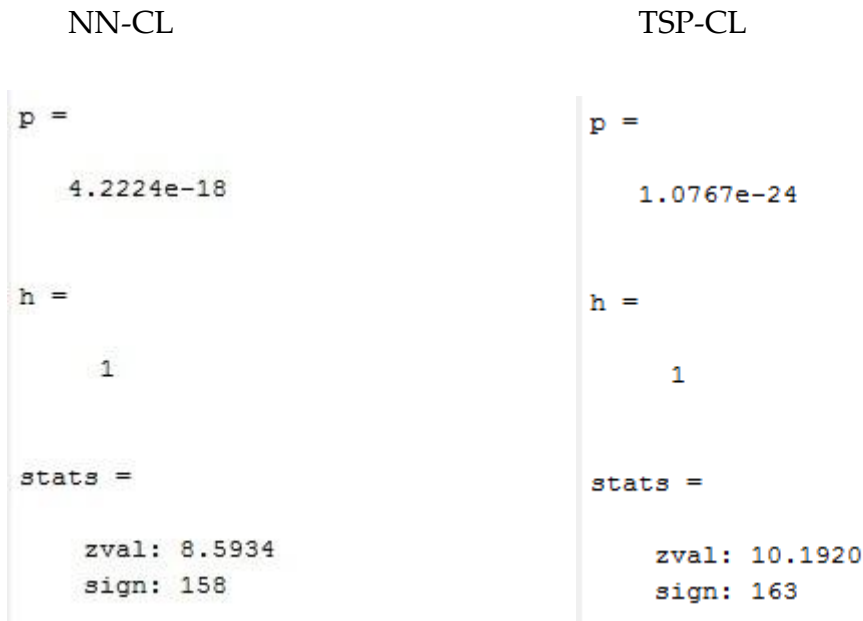 NN-CL
p =
4.2224e-18
h =
1
stats =
zval: 8.5934
sign: 158
TSP-CL
p =
1.0767e-24
h =
1
stats =
zval: 10.1920
sign: 163